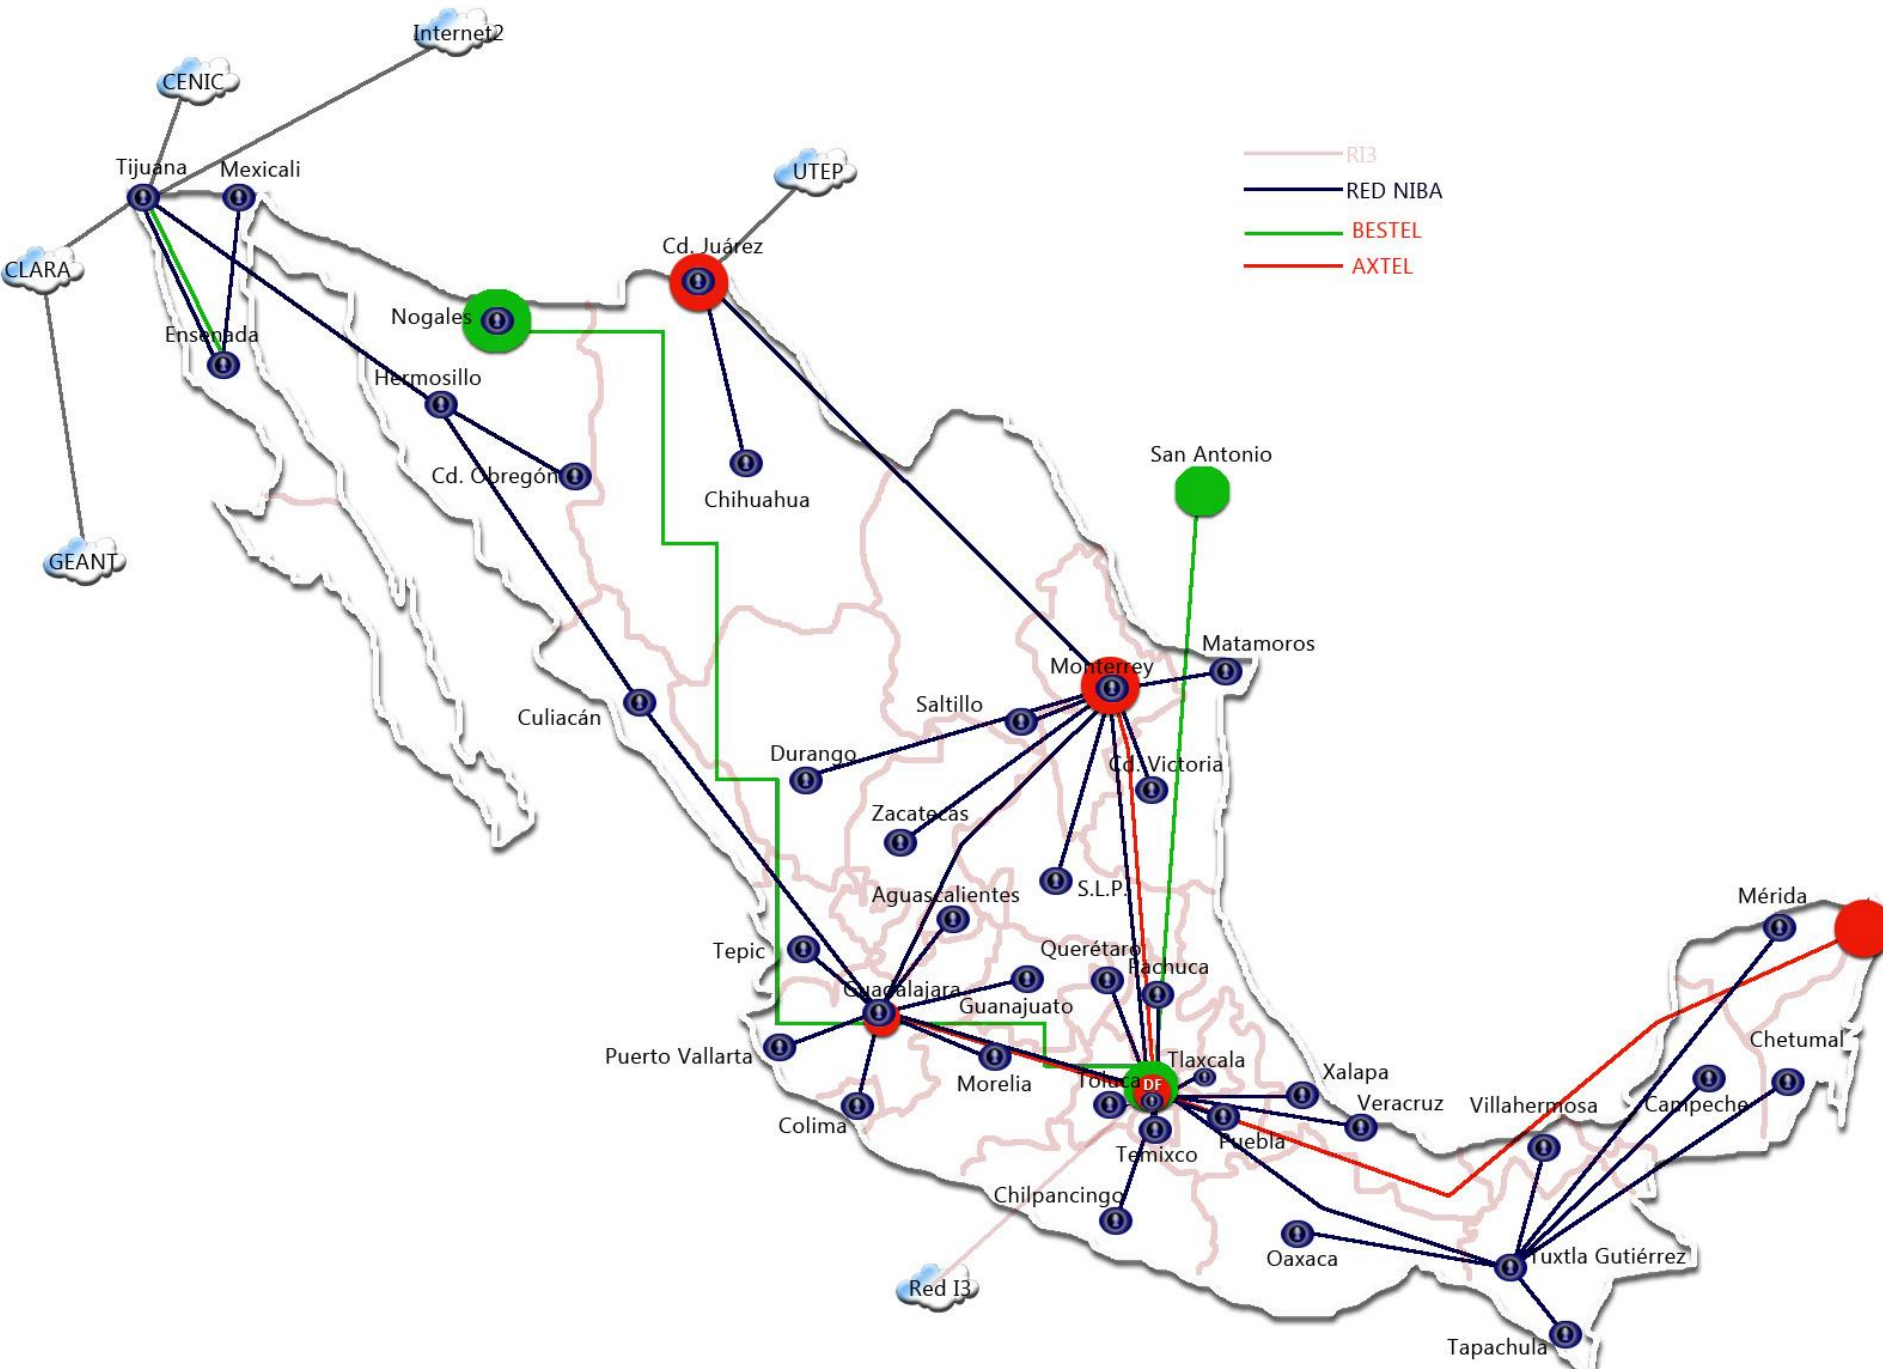 Internet2
CENIC
Tijuana
Mexicali
UTEP
RI3
RED NIBA
BESTEL
AXTEL
Cd. Juárez
CLARA
Nogales
Ensenada
Hermosillo
Cd. Obregón
San Antonio
Chihuahua
GEANT
Matamoros
Monterrey
Saltillo
Culiacán
Durango
Cd. Victoria
Zacatecas
S.L.P.
Aguascalientes
Mérida
Tepic
Querétaro
Pachuca
Guadalajara
Guanajuato
Chetumal
Puerto Vallarta
Morelia
Toluca
Tlaxcala
DF
Xalapa
Veracruz
Villahermosa
Campeche
Colima
Puebla
Temixco
Chilpancingo
Oaxaca
Tuxtla Gutiérrez
Red I3
Tapachula